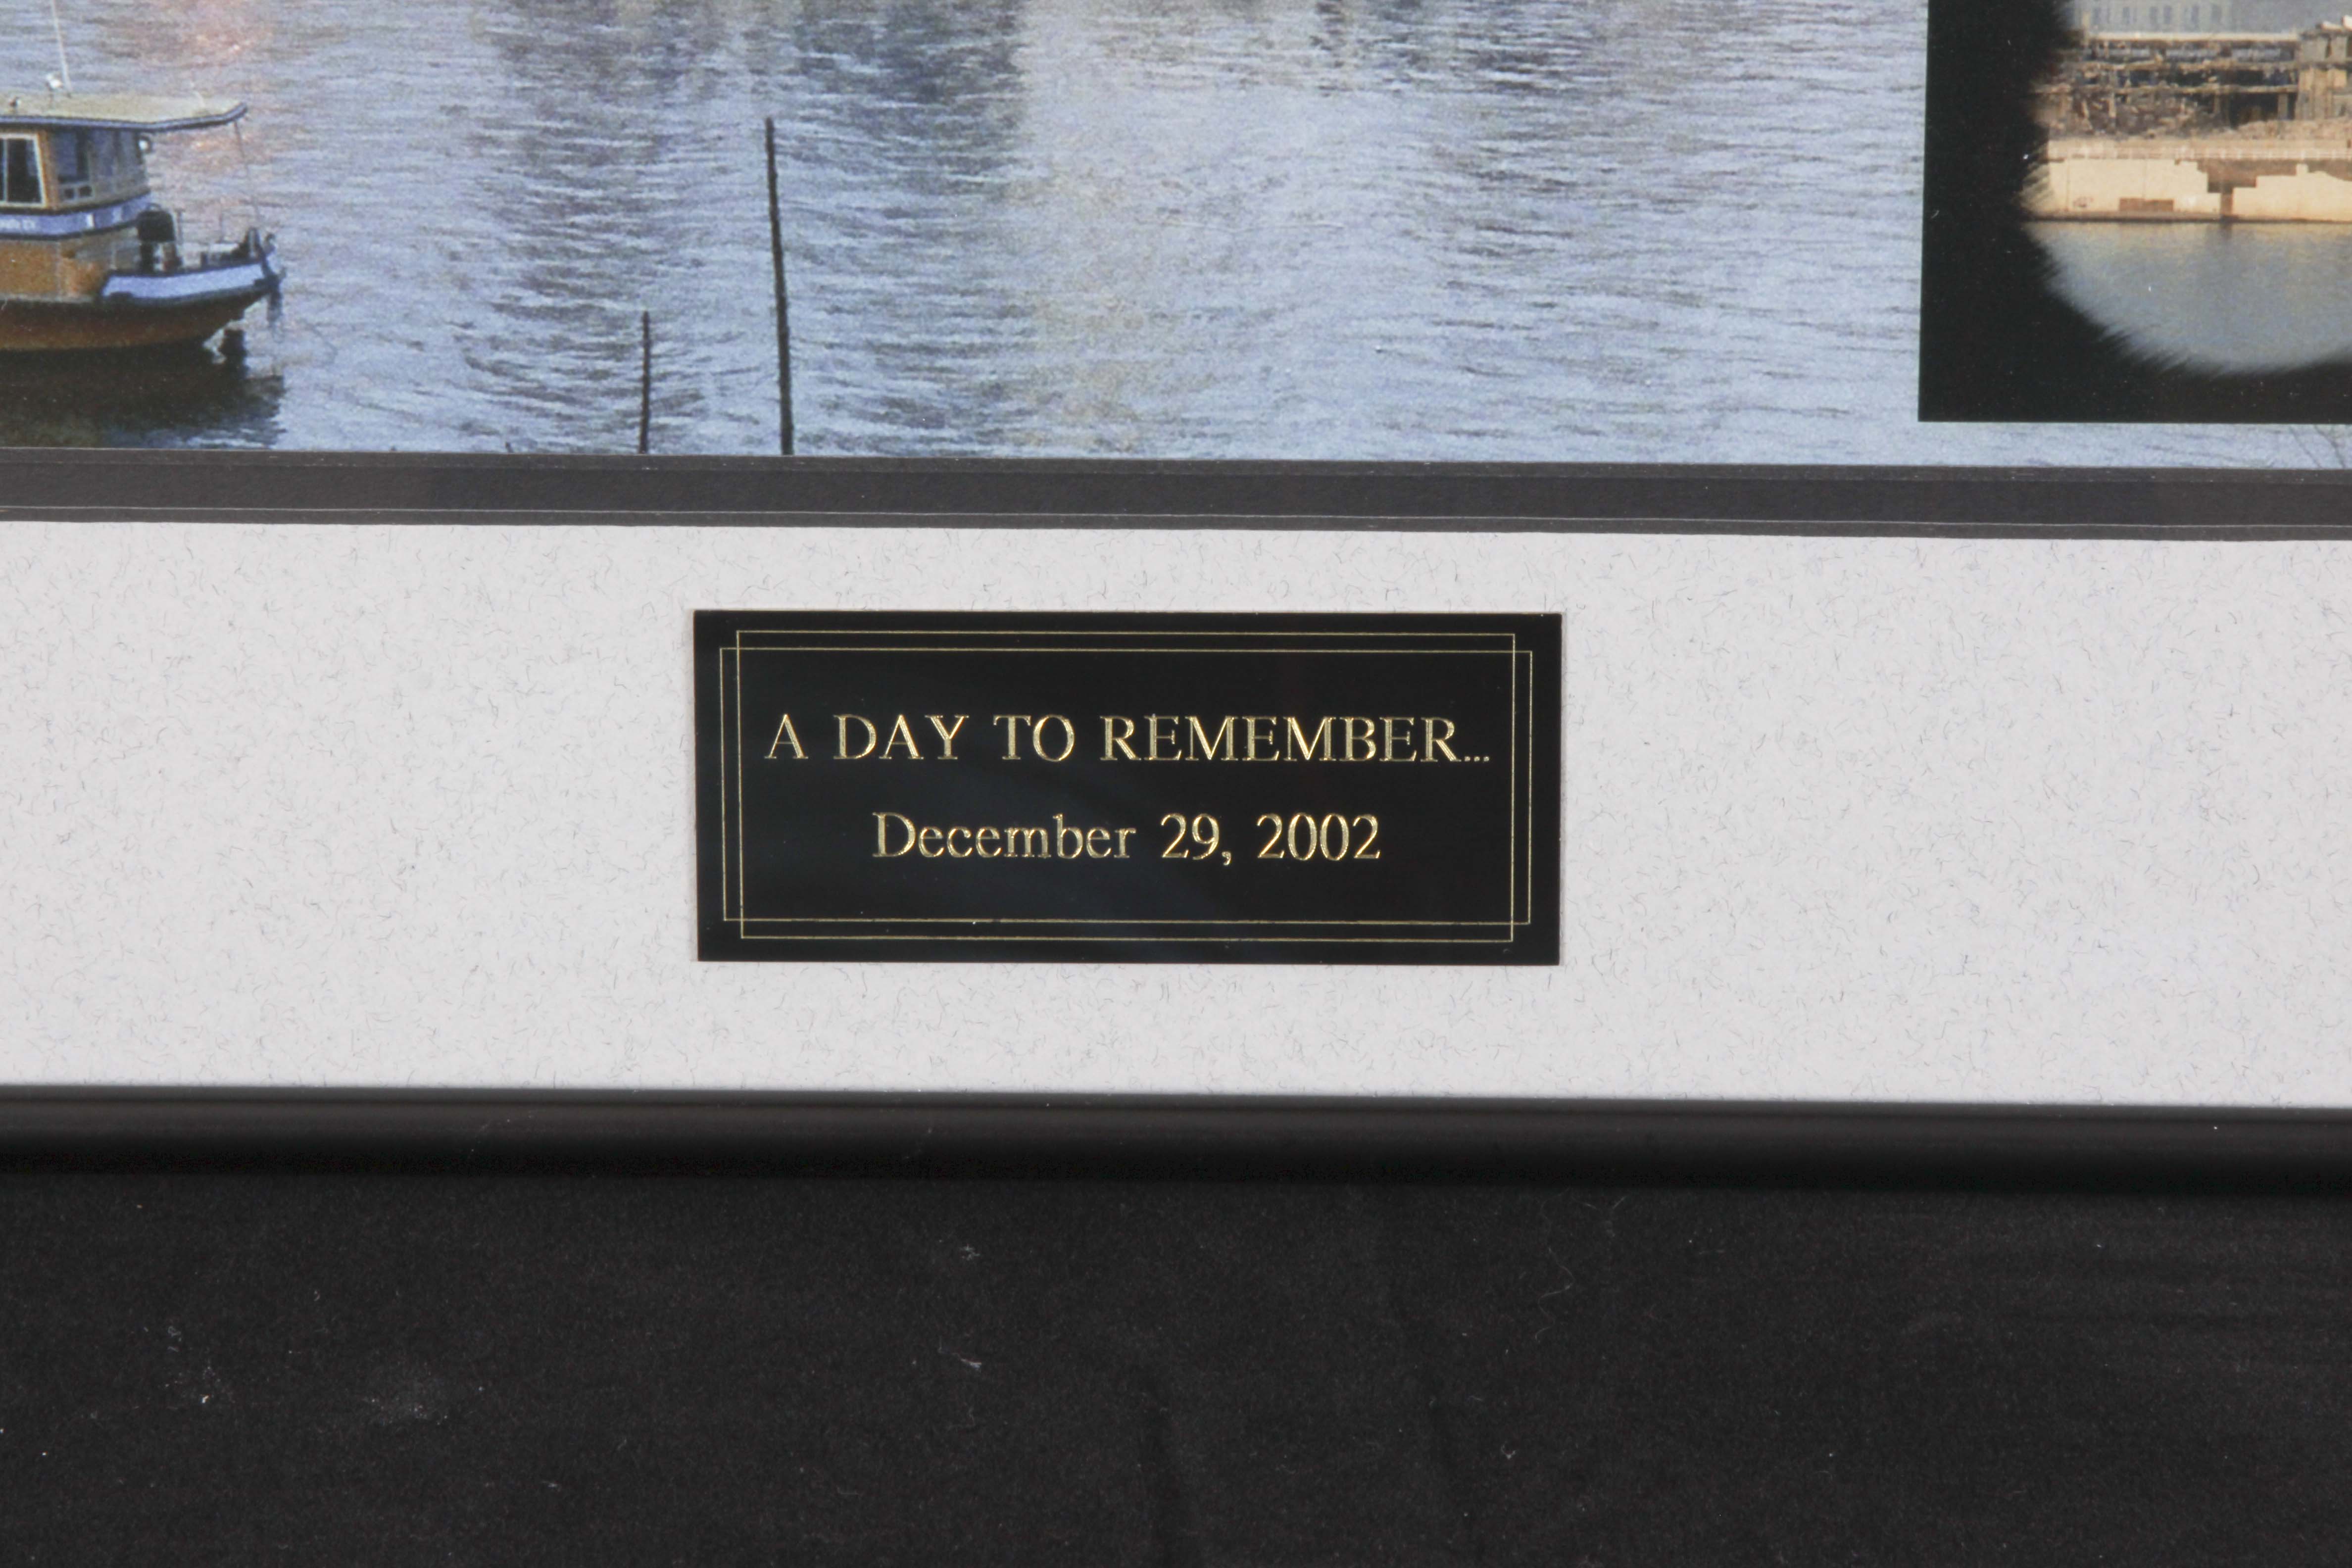 A DAY TO REMEMBER...
December 29, 2002